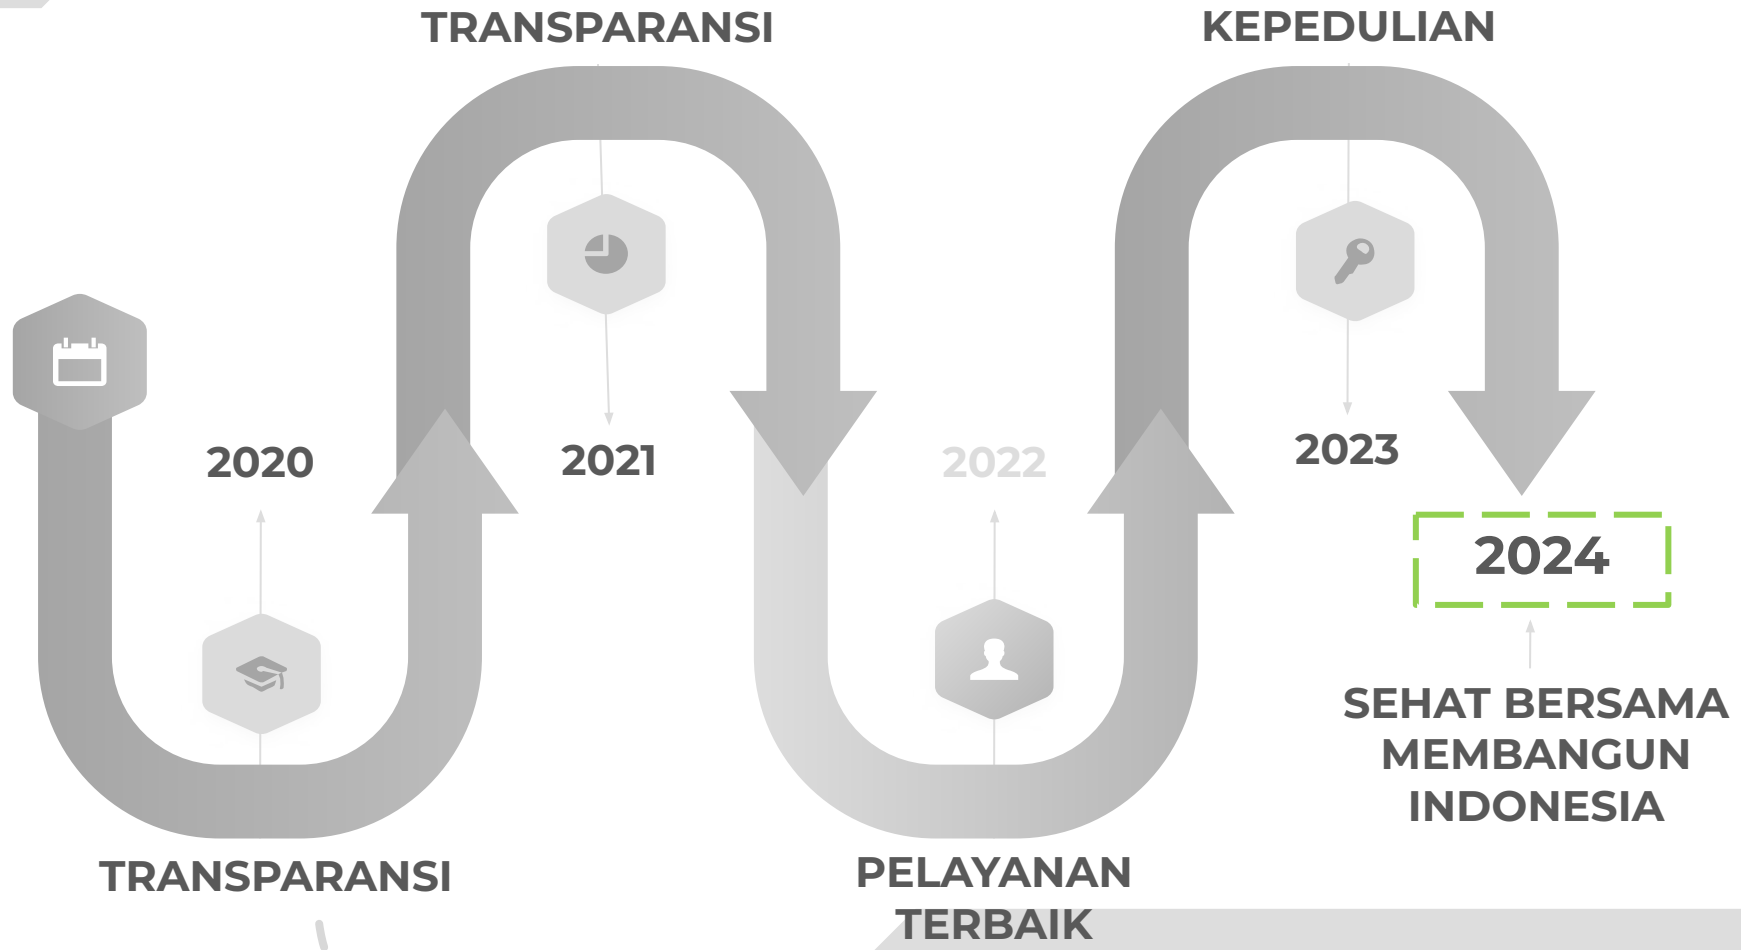 TRANSPARANSI
KEPEDULIAN
2020
2021
2022
2023
2024
SEHAT BERSAMA
MEMBANGUN
INDONESIA
TRANSPARANSI
PELAYANAN
TERBAIK